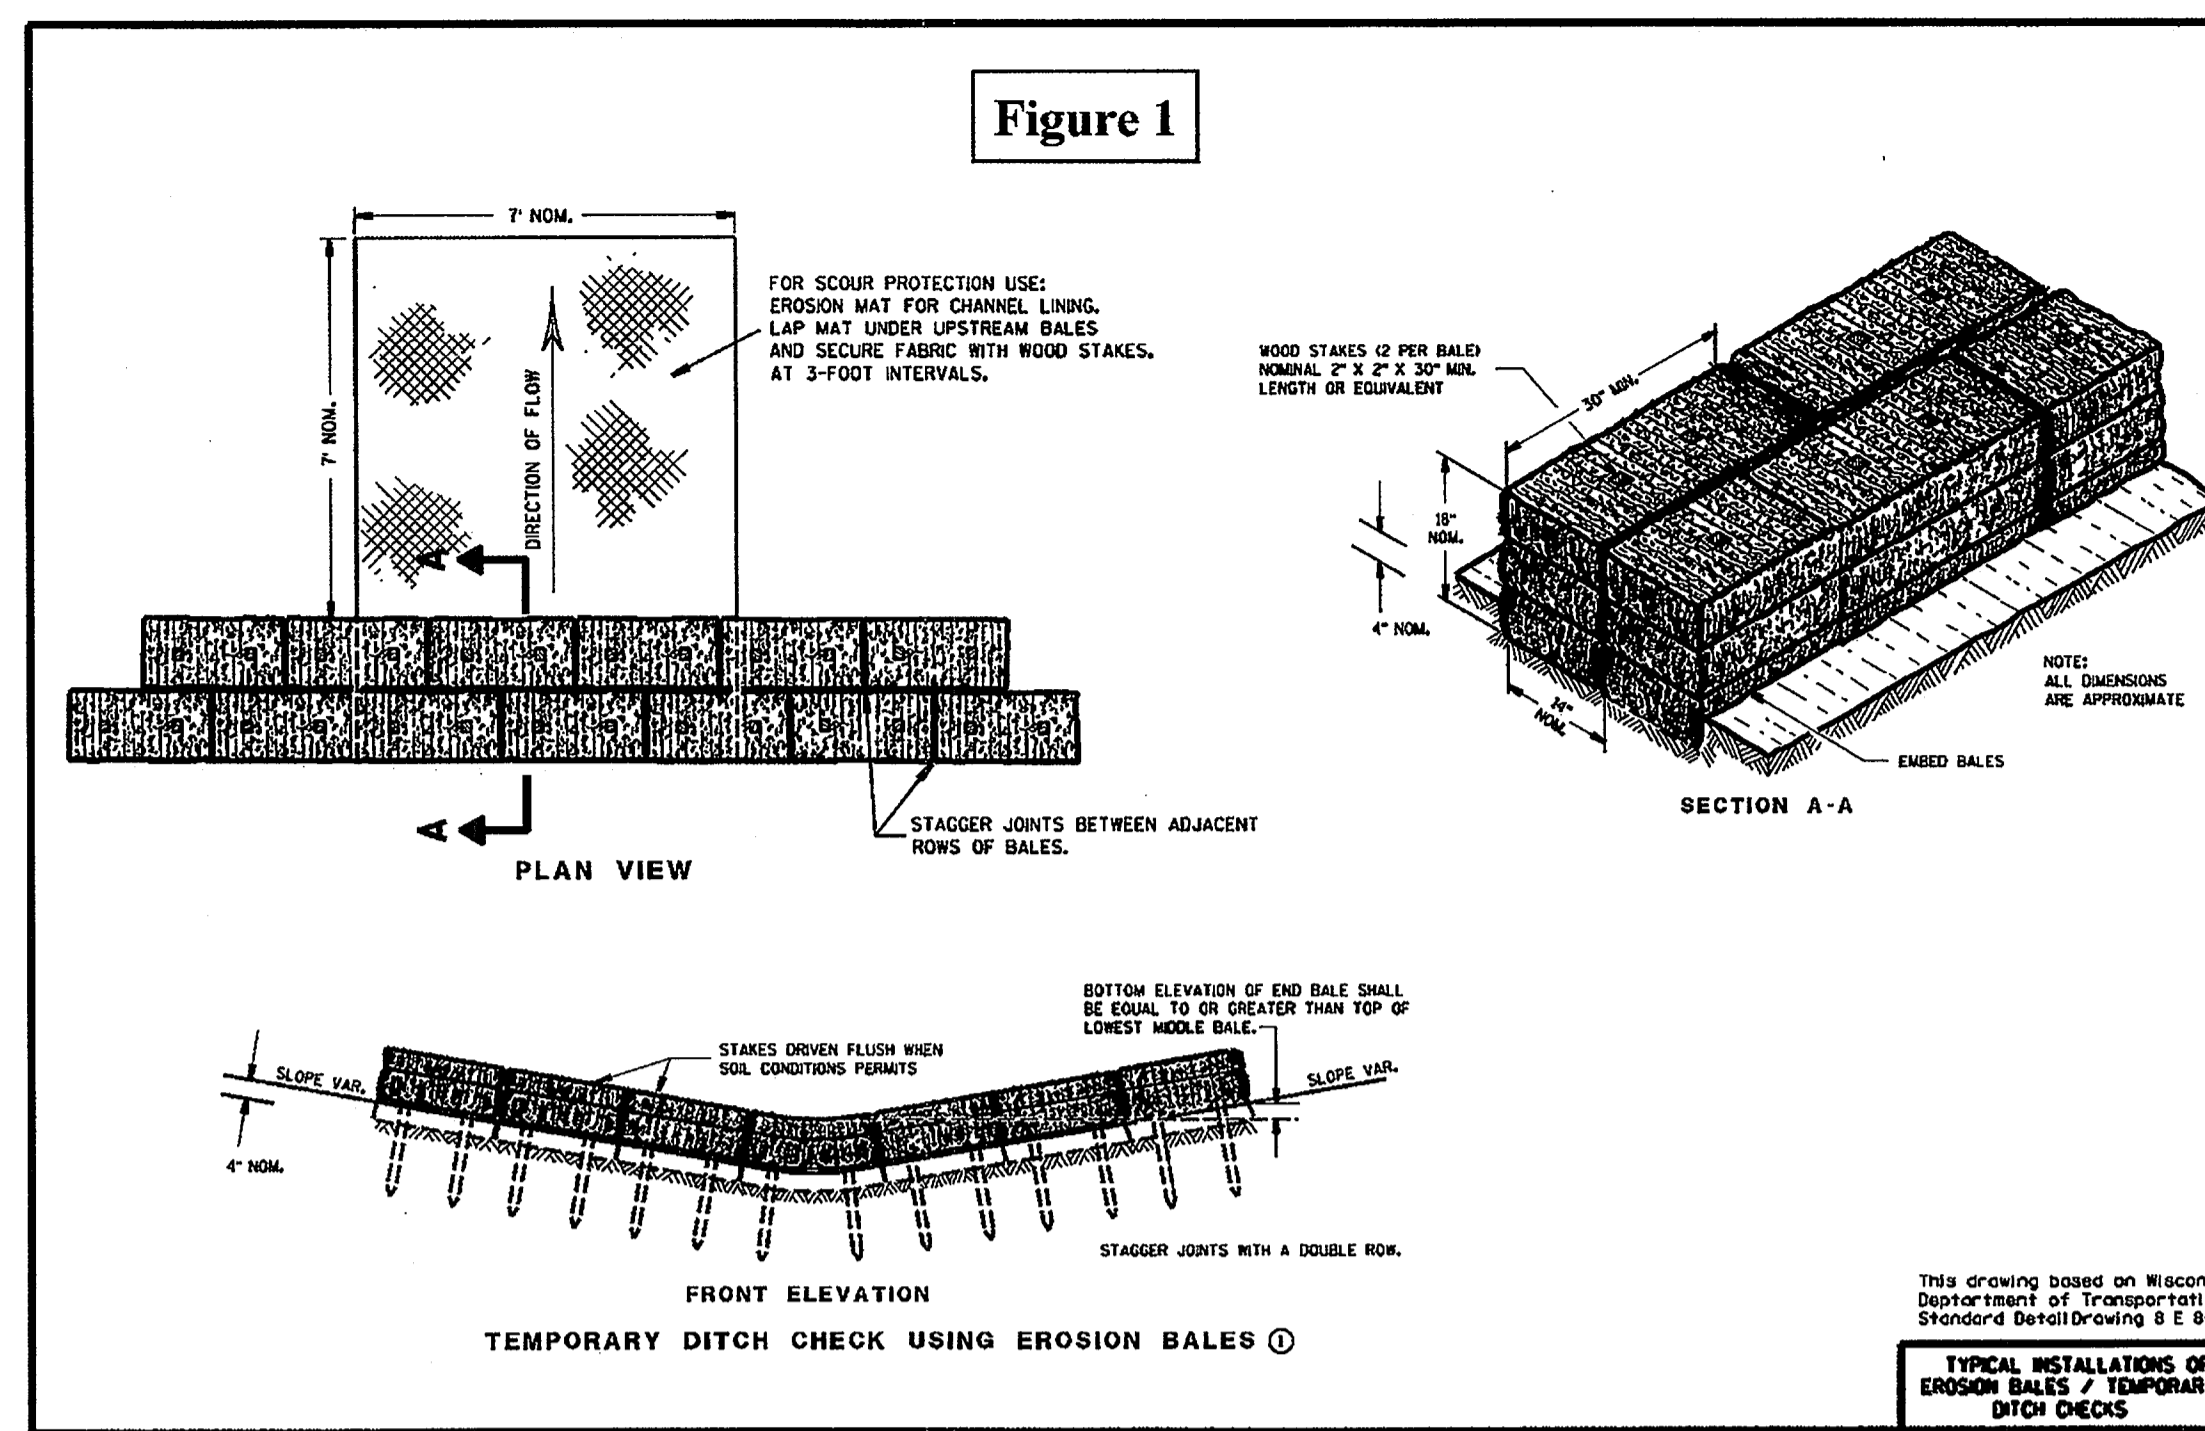 Figure 1
7' NOM.
7' NOM.
DIRECTION OF FLOW
FOR SCOUR PROTECTION USE:
EROSION MAT FOR CHANNEL LINING.
LAP MAT UNDER UPSTREAM BALES
AND SECURE FABRIC WITH WOOD STAKES.
AT 3-FOOT INTERVALS.
A
A
STAGGER JOINTS BETWEEN ADJACENT
ROWS OF BALES.
PLAN VIEW
WOOD STAKES (2 PER BALE)
NOMINAL 2" X 2" X 30" MIN.
LENGTH OR EQUIVALENT
30" MIN.
18"
NOM.
4" NOM.
14"
NOM.
NOTE:
ALL DIMENSIONS
ARE APPROXIMATE
EMBED BALES
SECTION A-A
BOTTOM ELEVATION OF END BALE SHALL
BE EQUAL TO OR GREATER THAN TOP OF
LOWEST MIDDLE BALE.
STAKES DRIVEN FLUSH WHEN
SOIL CONDITIONS PERMITS
SLOPE VAR.
SLOPE VAR.
4" NOM.
STAGGER JOINTS WITH A DOUBLE ROW.
FRONT ELEVATION
TEMPORARY DITCH CHECK USING EROSION BALES ①
This drawing based on Wiscon
Deptartment of Transportati
Standard Detail Drawing 8 E 8
TYPICAL INSTALLATIONS OF
EROSION BALES / TEMPORAR
DITCH CHECKS